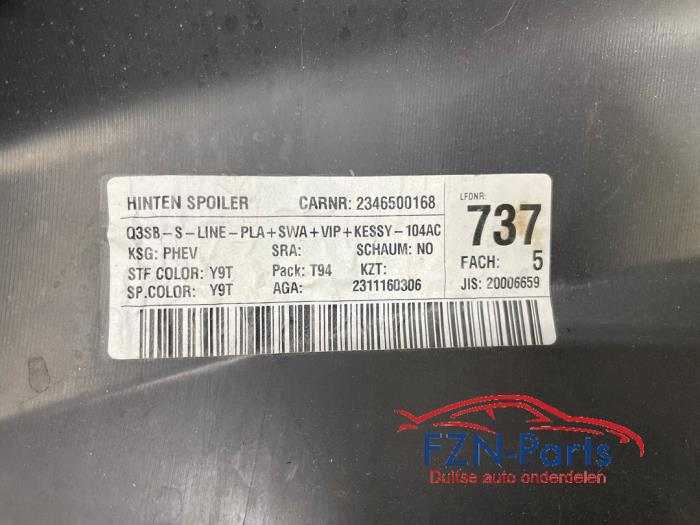 HINTEN SPOILER CARNR: 2346500168
Q3SB-S-LINE-PLA+SWA+VIP+KESSY-104AC
KSG: PHEV SRA: SCHAUM: NO
STF COLOR: Y9T Pack: T94 KZT:
SP.COLOR: Y9T AGA: 2311160306
LFDNR:
737
FACH: 5
JIS: 20006659
FZN-Parts
Duitse auto onderdelen